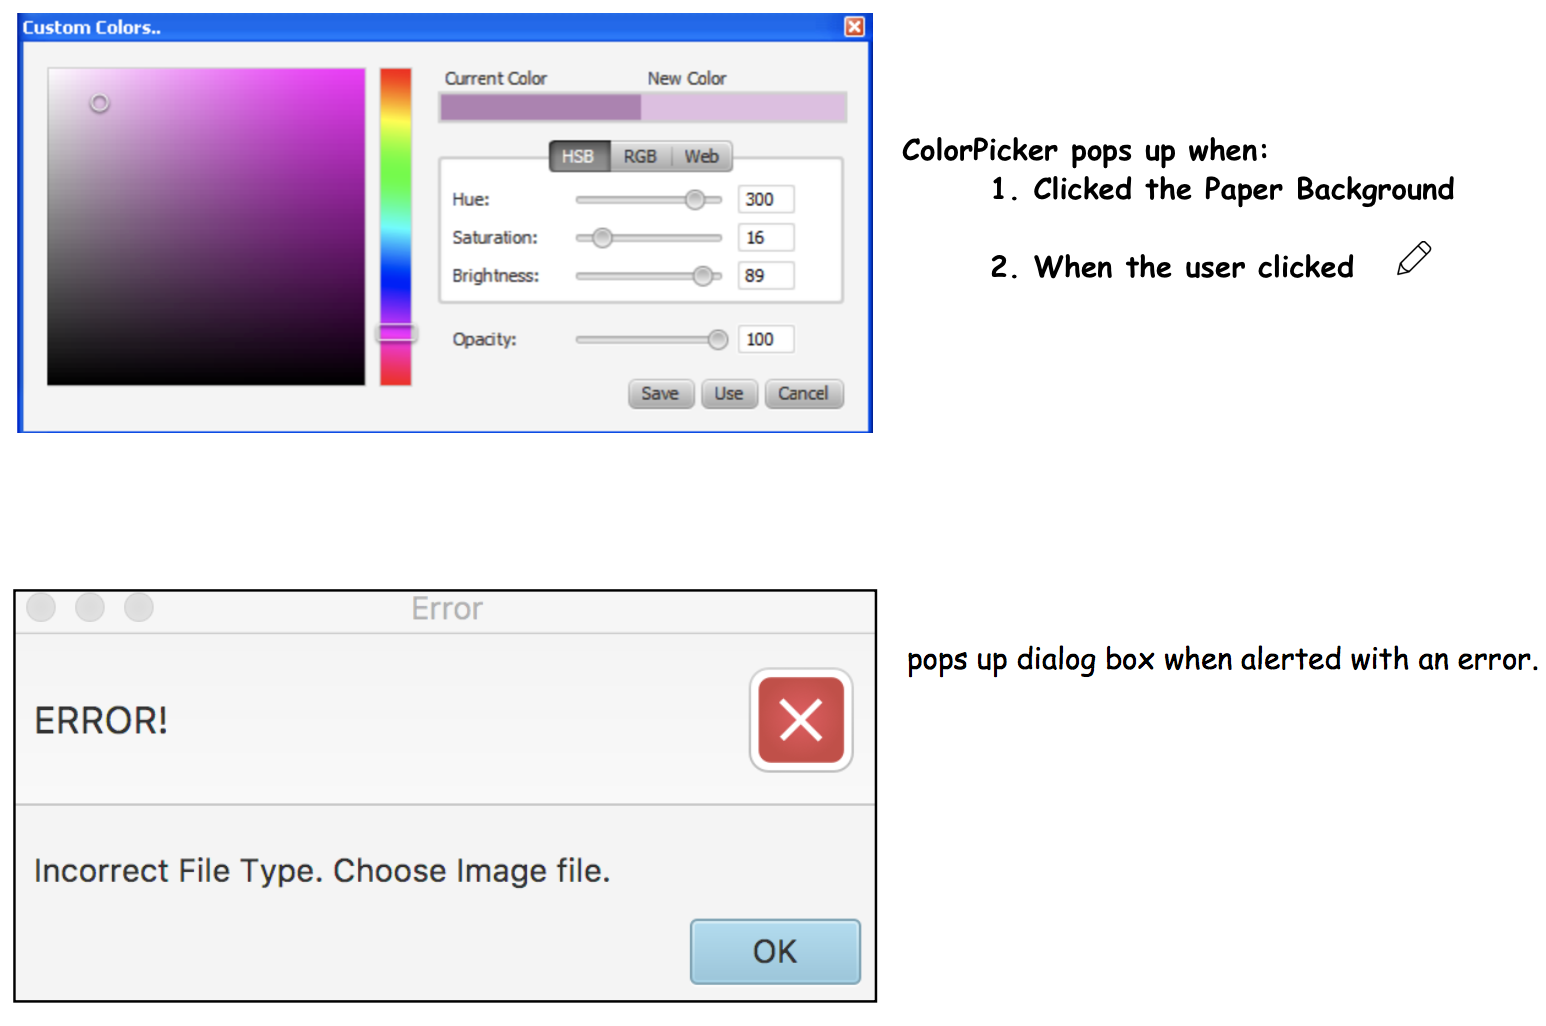 Custom Colors..
Current Color New Color
HSB RGB Web
Hue: 300
Saturation: 16
Brightness: 89
Opacity: 100
Save Use Cancel
ColorPicker pops up when:
1. Clicked the Paper Background
2. When the user clicked
Error
ERROR!
Incorrect File Type. Choose Image file.
OK
pops up dialog box when alerted with an error.